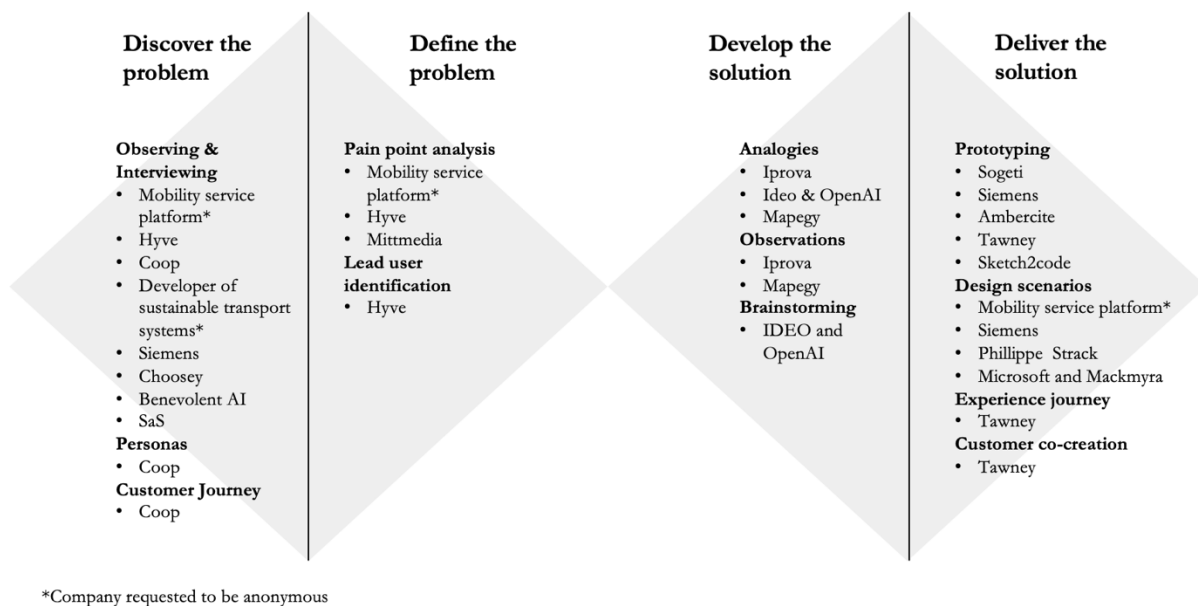 Discover the
problem
Observing &
Interviewing
• Mobility service
platform*
• Hyve
• Coop
• Developer of
sustainable transport
systems*
• Siemens
• Choosey
• Benevolent AI
• SaS
Personas
• Coop
Customer Journey
• Coop
Define the
problem
Pain point analysis
• Mobility service
platform*
• Hyve
• Mittmedia
Lead user
identification
• Hyve
Develop the
solution
Analogies
• Iprova
• Ideo & OpenAI
• Mapegy
Observations
• Iprova
• Mapegy
Brainstorming
• IDEO and
OpenAI
Deliver the
solution
Prototyping
• Sogeti
• Siemens
• Ambercite
• Tawney
• Sketch2code
Design scenarios
• Mobility service platform*
• Siemens
• Phillippe Strack
• Microsoft and Mackmyra
Experience journey
• Tawney
Customer co-creation
• Tawney
*Company requested to be anonymous